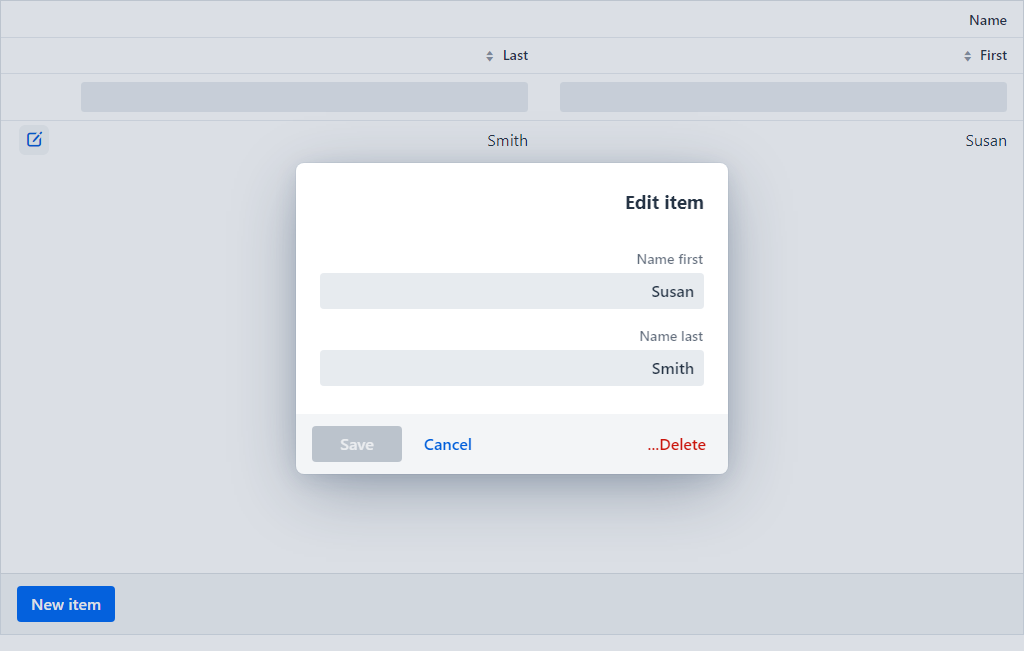 Name
First
Last
Susan
Smith
Edit item
Name first
Susan
Name last
Smith
Save
Cancel
...Delete
New item